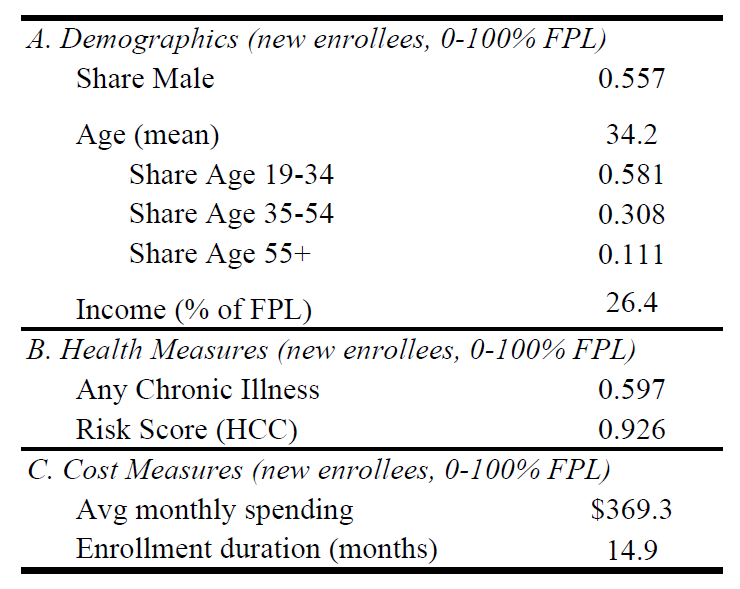 A. Demographics (new enrollees, 0-100% FPL)
Share Male 0.557
Age (mean) 34.2
Share Age 19-34 0.581
Share Age 35-54 0.308
Share Age 55+ 0.111
Income (% of FPL) 26.4
B. Health Measures (new enrollees, 0-100% FPL)
Any Chronic Illness 0.597
Risk Score (HCC) 0.926
C. Cost Measures (new enrollees, 0-100% FPL)
Avg monthly spending $369.3
Enrollment duration (months) 14.9